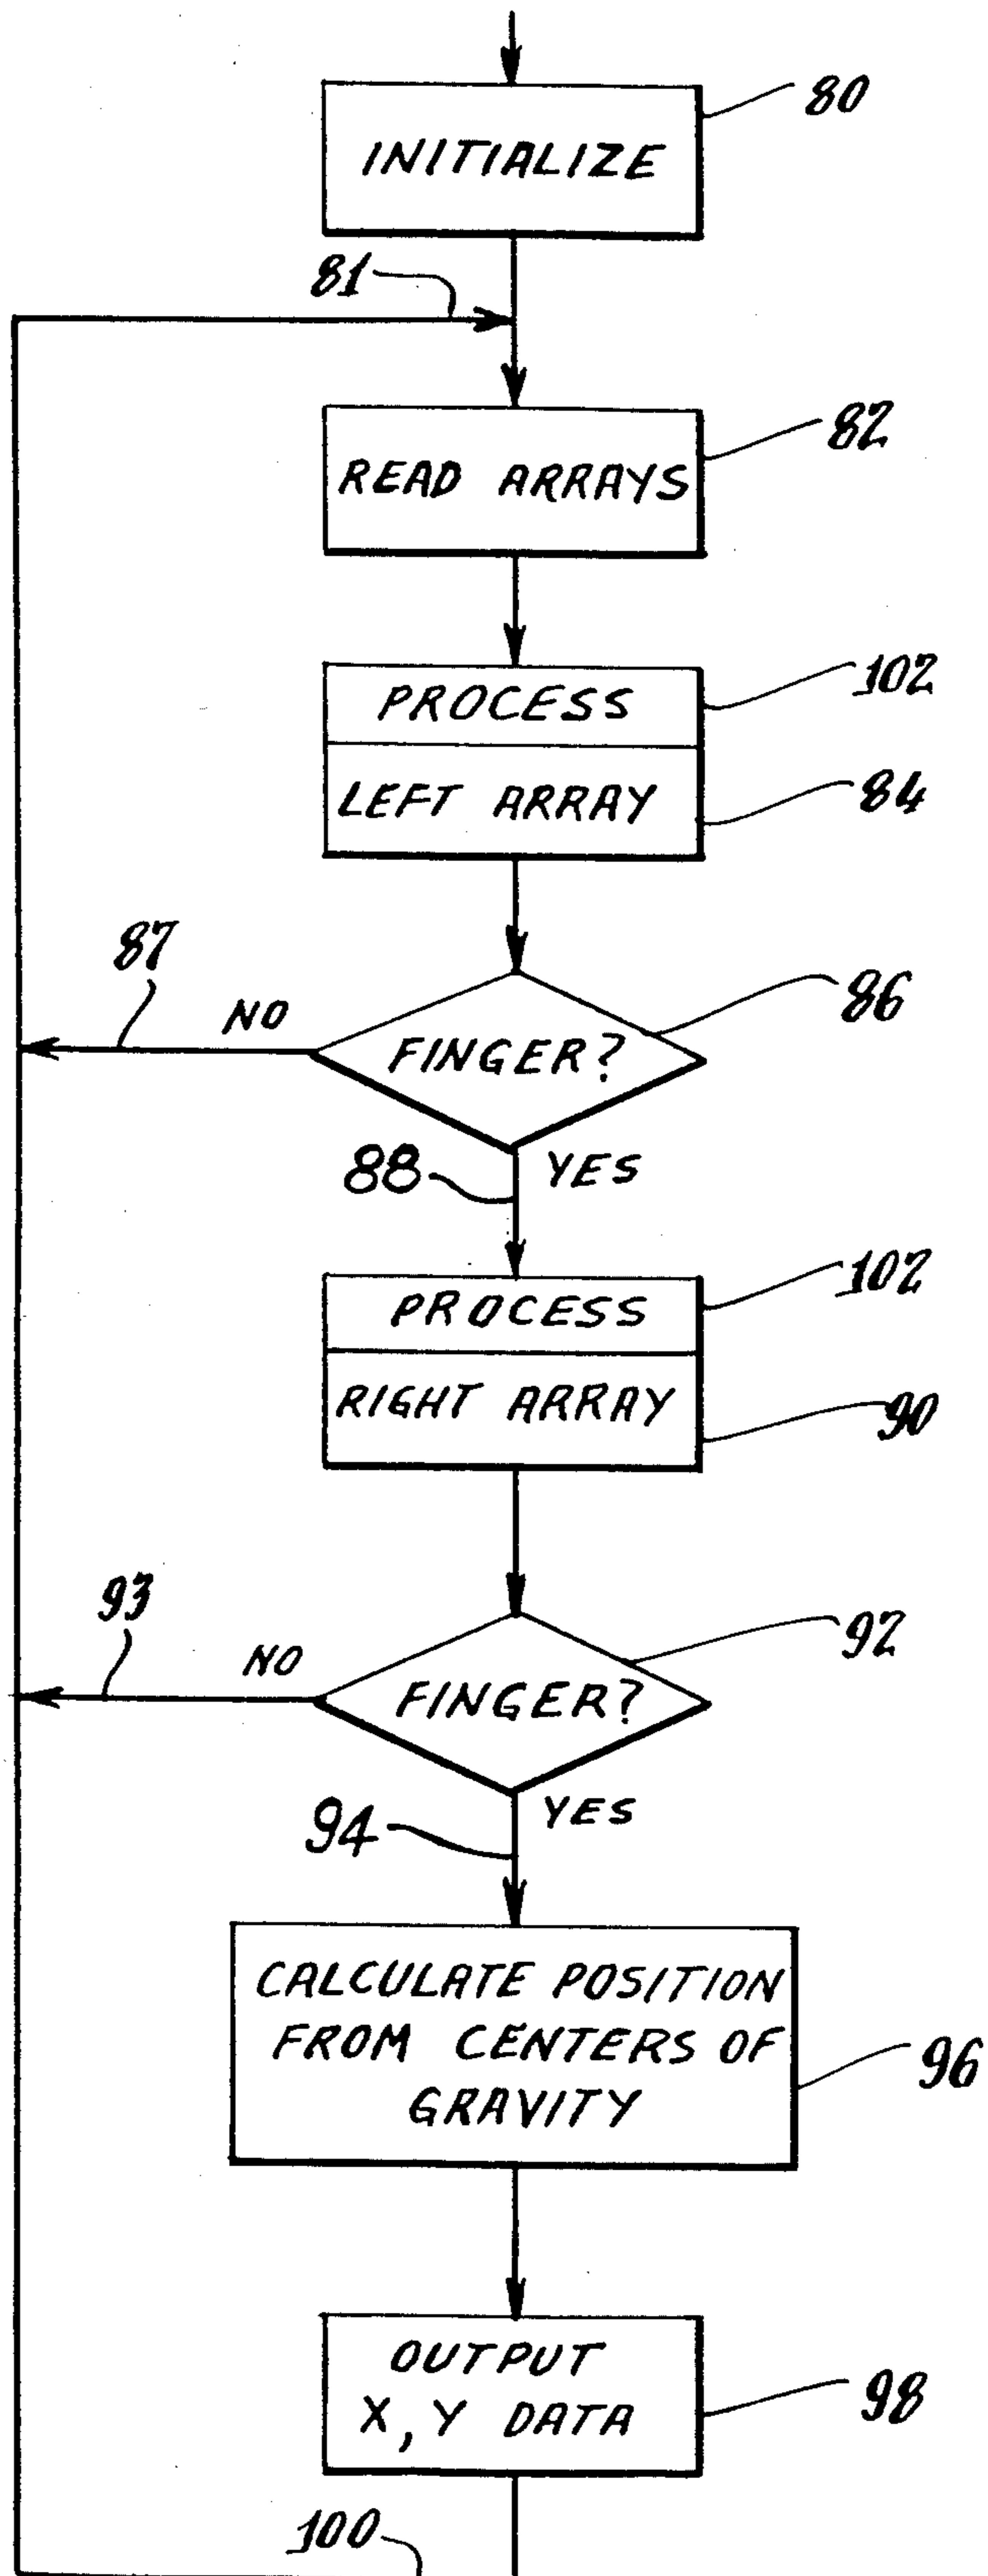 80
INITIALIZE
81
82
READ ARRAYS
102
PROCESS
84
LEFT ARRAY
87
NO
86
FINGER?
88
YES
102
PROCESS
RIGHT ARRAY
90
93
NO
92
FINGER?
94
YES
CALCULATE POSITION
FROM CENTERS OF
96
GRAVITY
OUTPUT
98
X, Y DATA
100